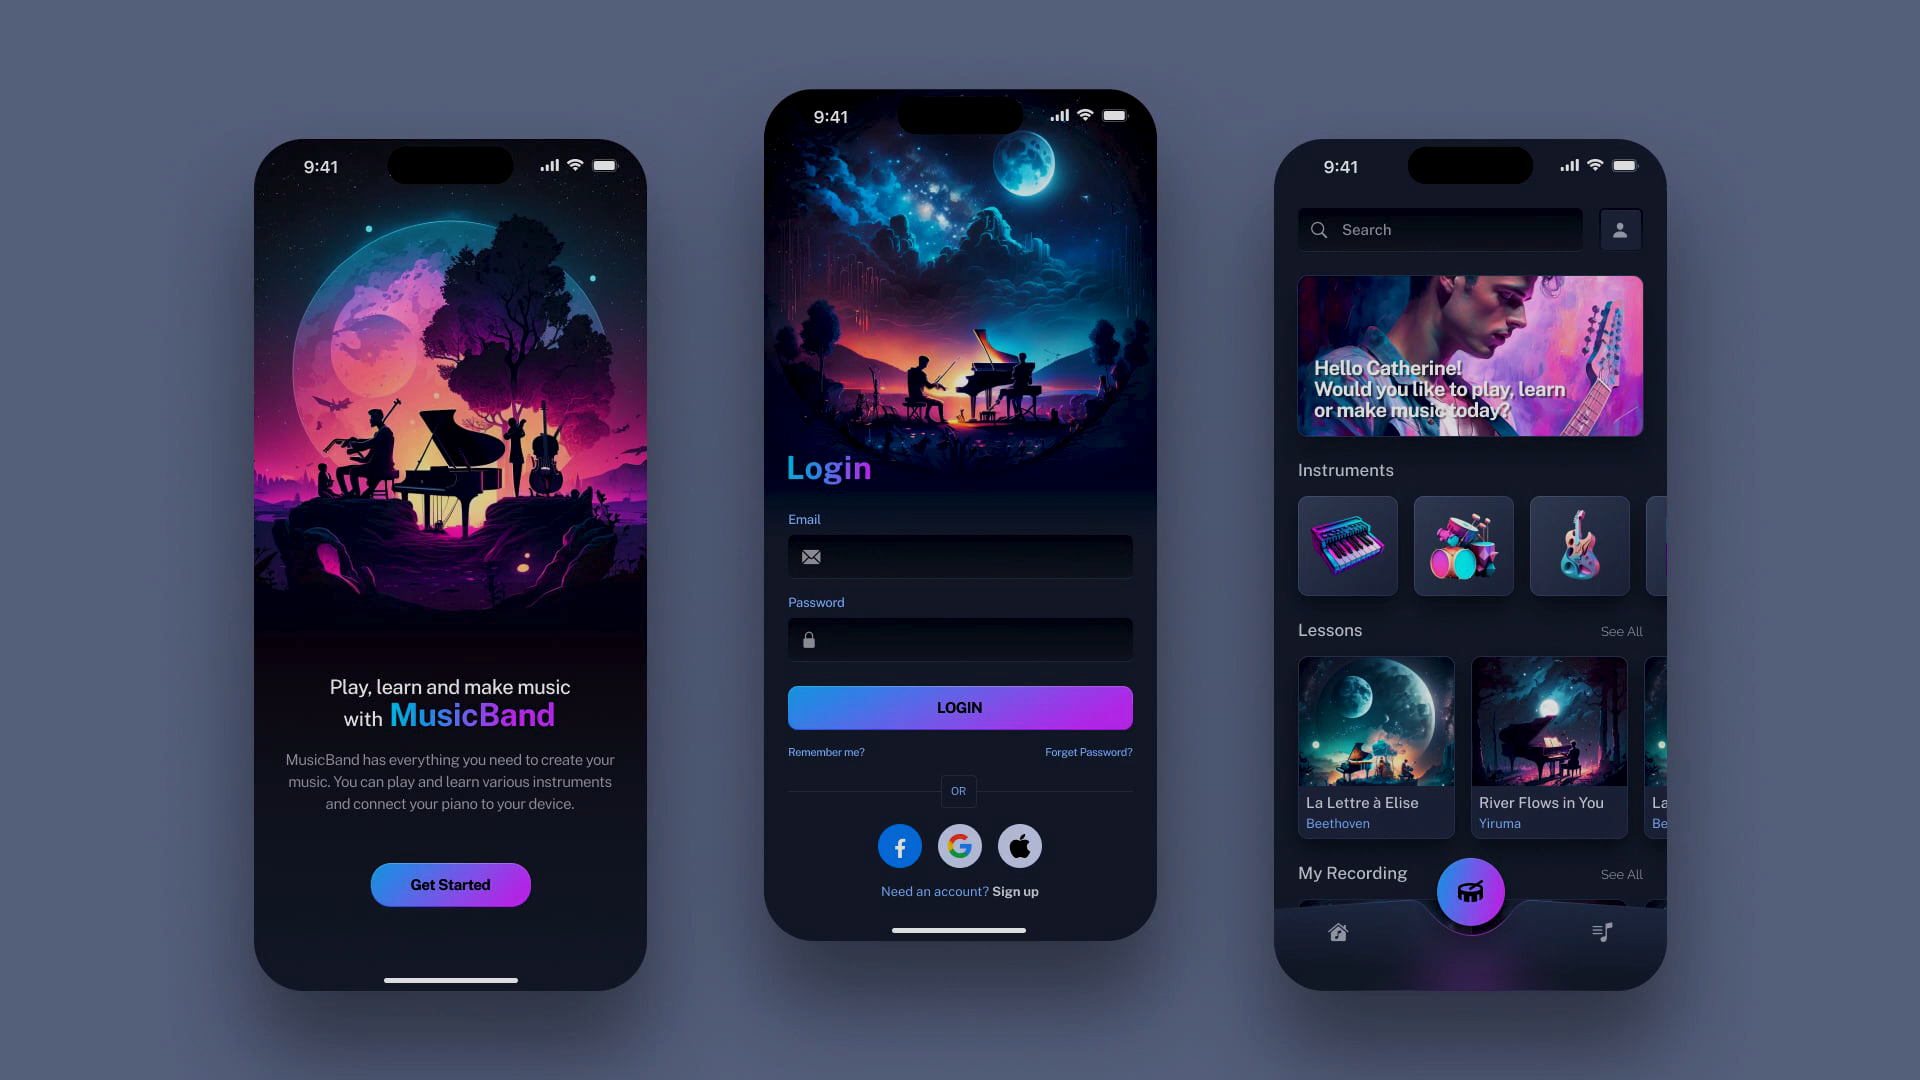 9:41
Play, learn and make music
with MusicBand
MusicBand has everything you need to create your
music. You can play and learn various instruments
and connect your piano to your device.
Get Started
9:41
Login
Email
Password
LOGIN
Remember me? Forget Password?
OR
Need an account? Sign up
9:41
Search
Hello Catherine!
Would you like to play, learn
or make music today?
Instruments
Lessons See All
La Lettre à Elise
Beethoven
River Flows in You
Yiruma
La
Be
My Recording See All